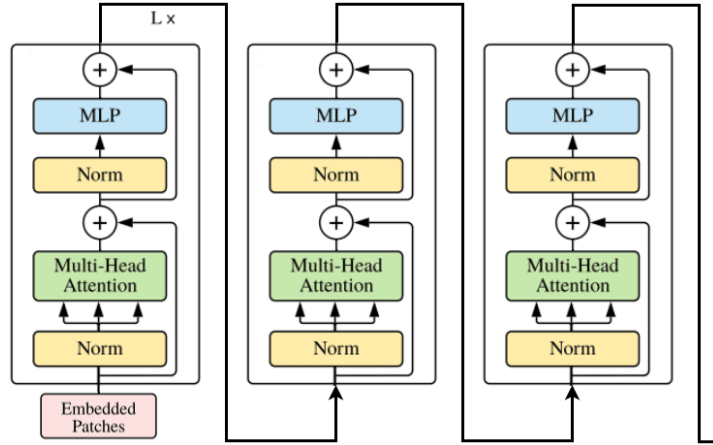 L ×
MLP
Norm
Multi-Head
Attention
Norm
Embedded
Patches
MLP
Norm
Multi-Head
Attention
Norm
MLP
Norm
Multi-Head
Attention
Norm